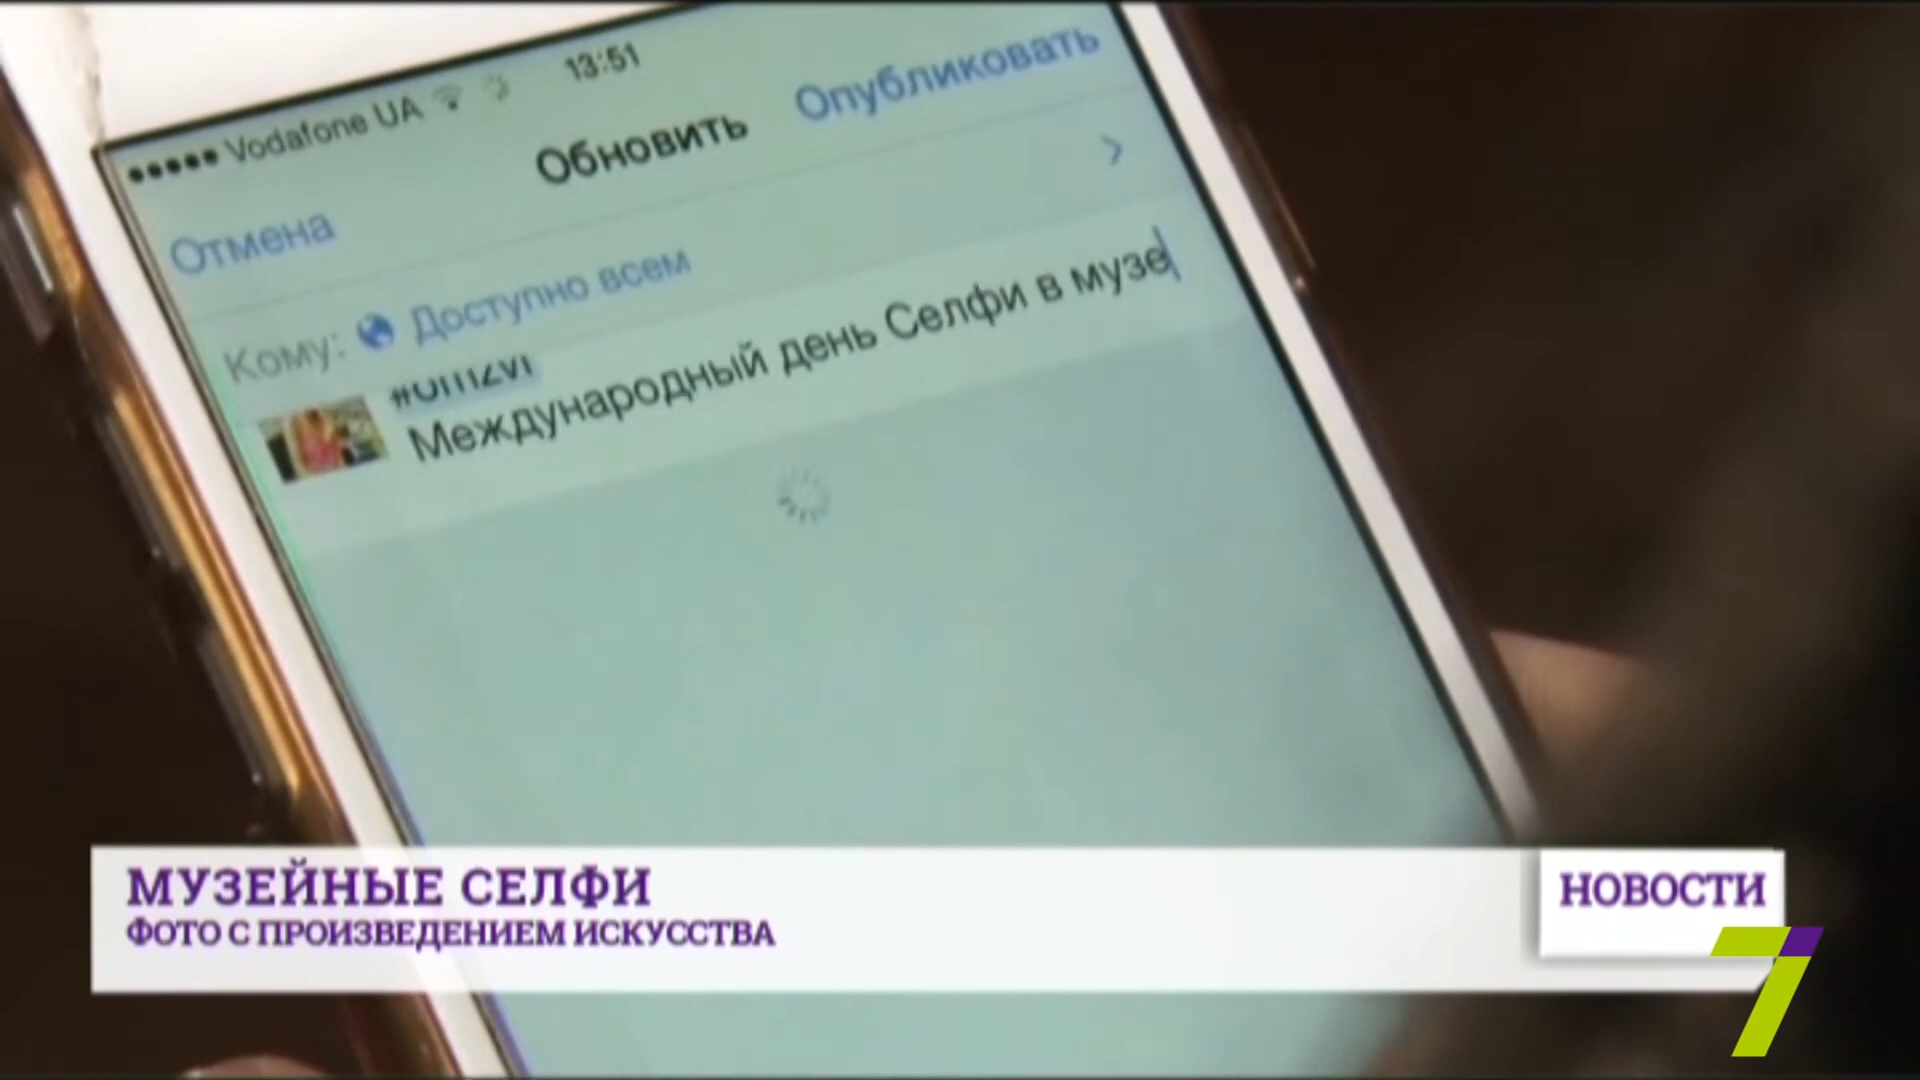 Vodafone UA 13:51
Отмена Обновить Опубликовать
Кому: Доступно всем
Международный день Селфи в музе
МУЗЕЙНЫЕ СЕЛФИ
ФОТО С ПРОИЗВЕДЕНИЕМ ИСКУССТВА
НОВОСТИ
7